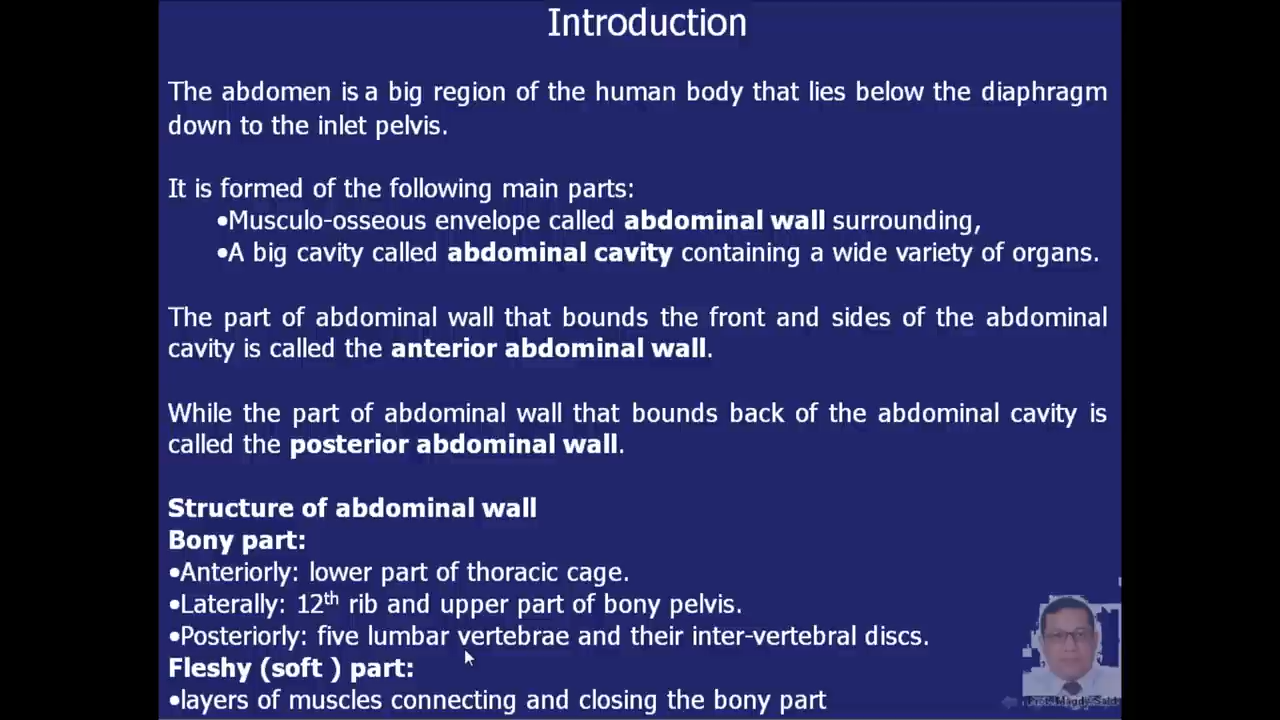 Introduction
The abdomen is a big region of the human body that lies below the diaphragm
down to the inlet pelvis.
It is formed of the following main parts:
•Musculo-osseous envelope called abdominal wall surrounding,
•A big cavity called abdominal cavity containing a wide variety of organs.
The part of abdominal wall that bounds the front and sides of the abdominal
cavity is called the anterior abdominal wall.
While the part of abdominal wall that bounds back of the abdominal cavity is
called the posterior abdominal wall.
Structure of abdominal wall
Bony part:
•Anteriorly: lower part of thoracic cage.
•Laterally: 12th rib and upper part of bony pelvis.
•Posteriorly: five lumbar vertebrae and their inter-vertebral discs.
Fleshy (soft ) part:
•layers of muscles connecting and closing the bony part